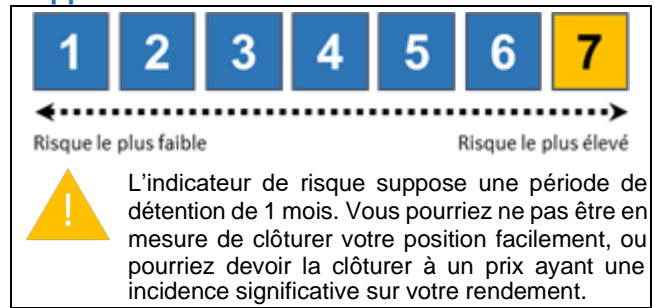 1 2 3 4 5 6 7
Risque le plus faible Risque le plus élevé
!
L'indicateur de risque suppose une période de
détention de 1 mois. Vous pourriez ne pas être en
mesure de clôturer votre position facilement, ou
pourriez devoir la clôturer à un prix ayant une
incidence significative sur votre rendement.